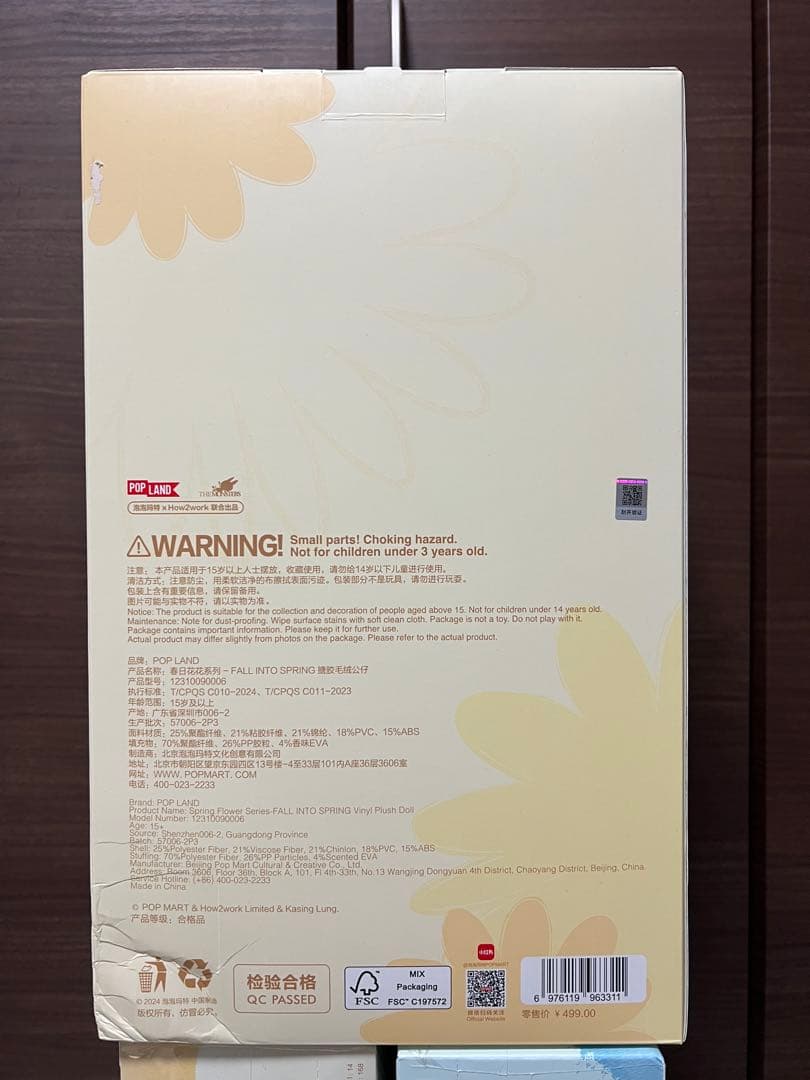 POP LAND
THE MONSTERS
泡泡玛特 x How2work 联合出品
刮开验证
WARNING! Small parts! Choking hazard.
Not for children under 3 years old.
注意: 本产品适用于15岁以上人士摆放，收藏使用，请勿给14岁以下儿童进行使用。
清洁方式: 注意防尘，用柔软洁净的布擦拭表面污迹。包装部分不是玩具，请勿进行玩耍。
包装上含有重要信息，请保留备用。
图片可能与实物不符，请以实物为准。
Notice: The product is suitable for the collection and decoration of people aged above 15. Not for children under 14 years old.
Maintenance: Note for dust-proofing. Wipe surface stains with soft clean cloth. Package is not a toy. Do not play with it.
Package contains important information. Please keep it for further use.
Actual product may differ slightly from photos on the package. Please refer to the actual product.
品牌: POP LAND
产品名称: 春日花花系列 – FALL INTO SPRING 搪胶毛绒公仔
产品型号: 12310090006
执行标准: T/CPQS C010–2024、T/CPQS C011–2023
年龄范围: 15岁及以上
产地: 广东省深圳市006–2
生产批次: 57006–2P3
面料材质: 25%聚酯纤维、21%粘胶纤维、21%锦纶、18%PVC、15%ABS
填充物: 70%聚酯纤维、26%PP胶粒、4%香味EVA
制造商: 北京泡泡玛特文化创意有限公司
地址: 北京市朝阳区望京东园四区13号楼–4至33层101内A座36层3606室
网址: WWW. POPMART. COM
电话: 400–023–2233
Brand: POP LAND
Product Name: Spring Flower Series-FALL INTO SPRING Vinyl Plush Doll
Model Number: 12310090006
Age: 15+
Source: Shenzhen006-2, Guangdong Province
Batch: 57006-2P3
Shell: 25%Polyester Fiber, 21%Viscose Fiber, 21%Chinlon, 18%PVC, 15%ABS
Stuffing: 70%Polyester Fiber, 26%PP Particles, 4%Scented EVA
Manufacturer: Beijing Pop Mart Cultural & Creative Co., Ltd.
Address: Room 3606, Floor 36th, Block A, 101, Fl 4th-33th, No.13 Wangjing Dongyuan 4th District, Chaoyang District, Beijing, China
Service Hotline: (+86) 400-023-2233
Made in China
© POP MART & How2work Limited & Kasing Lung.
产品等级: 合格品
© 2024 泡泡玛特 中国制造
版权所有，仿冒必究。
检验合格
QC PASSED
FSC
MIX
Packaging
FSC™ C197572
小红书
Official Website
6 976119 963311
零售价 ¥ 499.00
14
168